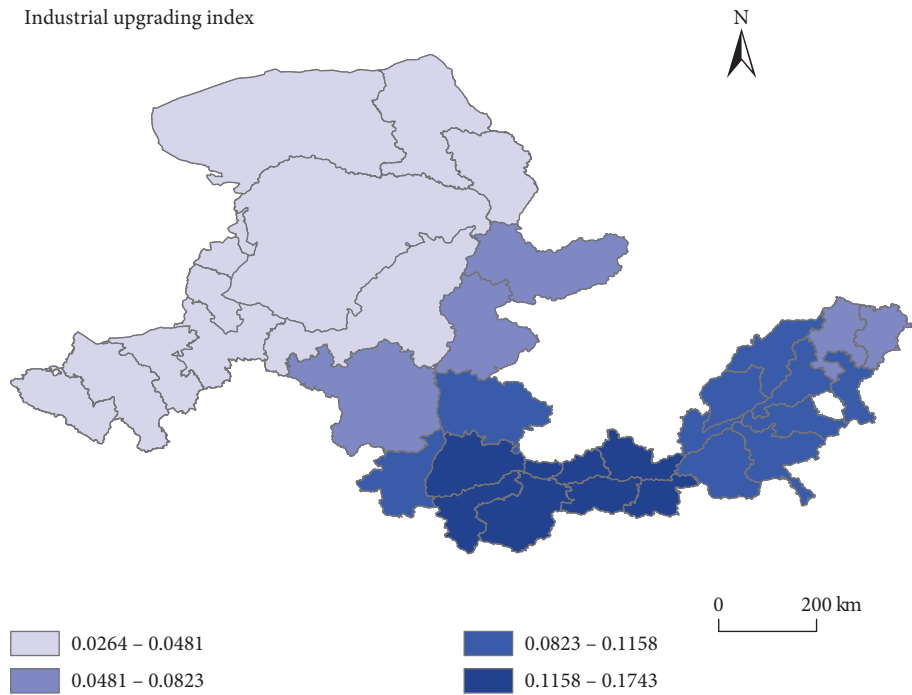 Industrial upgrading index
N
0 200 km
0.0264 – 0.0481
0.0481 – 0.0823
0.0823 – 0.1158
0.1158 – 0.1743